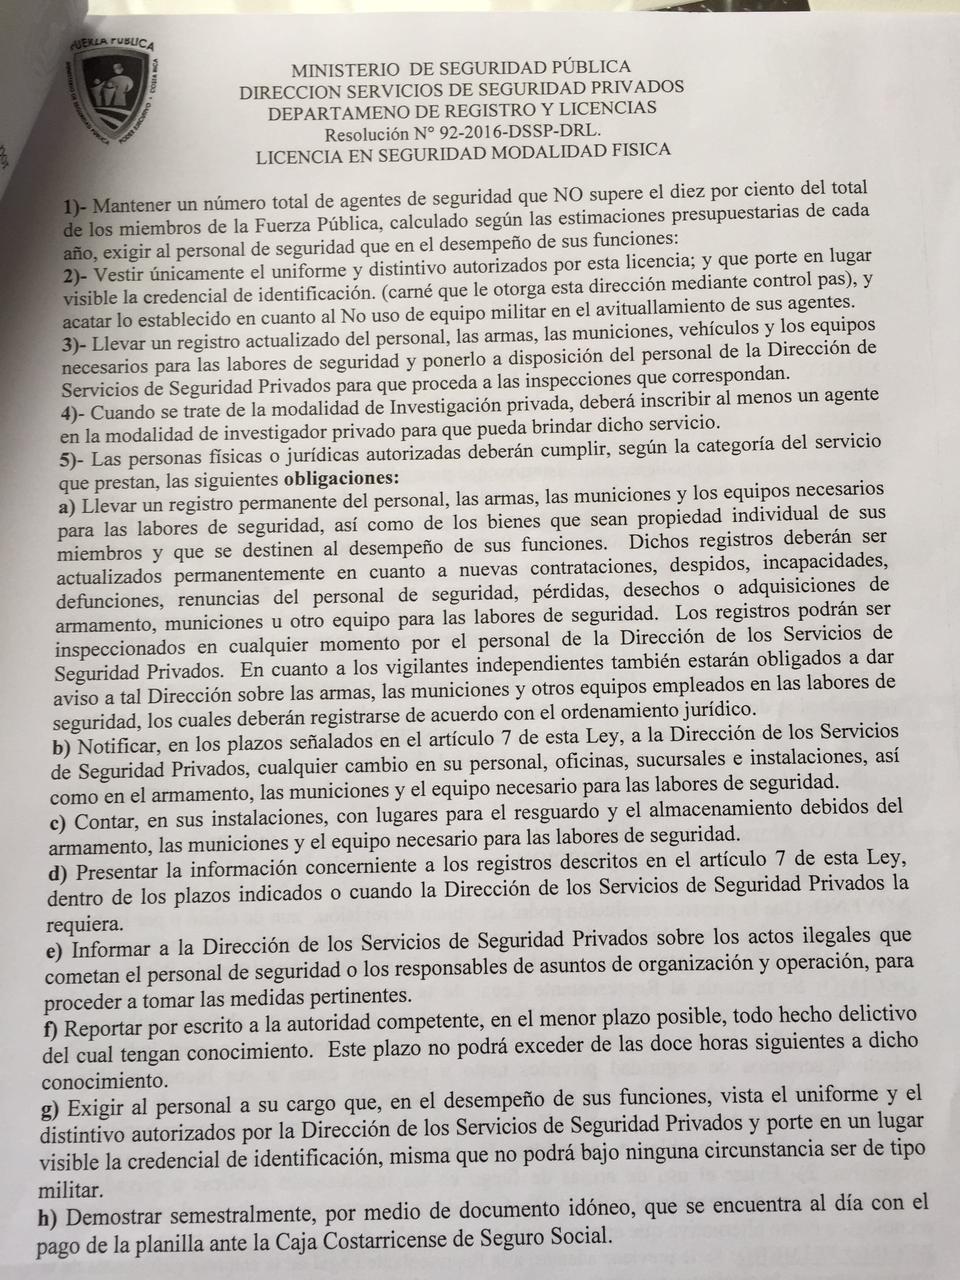 FUERZA PUBLICA
COSTA RICA
MINISTERIO DE SEGURIDAD PÚBLICA
DIRECCION SERVICIOS DE SEGURIDAD PRIVADOS
DEPARTAMENO DE REGISTRO Y LICENCIAS
Resolución N° 92-2016-DSSP-DRL.
LICENCIA EN SEGURIDAD MODALIDAD FISICA
1)- Mantener un número total de agentes de seguridad que NO supere el diez por ciento del total
de los miembros de la Fuerza Pública, calculado según las estimaciones presupuestarias de cada
año, exigir al personal de seguridad que en el desempeño de sus funciones:
2)- Vestir únicamente el uniforme y distintivo autorizados por esta licencia; y que porte en lugar
visible la credencial de identificación. (carné que le otorga esta dirección mediante control pas), y
acatar lo establecido en cuanto al No uso de equipo militar en el avituallamiento de sus agentes.
3)- Llevar un registro actualizado del personal, las armas, las municiones, vehículos y los equipos
necesarios para las labores de seguridad y ponerlo a disposición del personal de la Dirección de
Servicios de Seguridad Privados para que proceda a las inspecciones que correspondan.
4)- Cuando se trate de la modalidad de Investigación privada, deberá inscribir al menos un agente
en la modalidad de investigador privado para que pueda brindar dicho servicio.
5)- Las personas físicas o jurídicas autorizadas deberán cumplir, según la categoría del servicio
que prestan, las siguientes obligaciones:
a) Llevar un registro permanente del personal, las armas, las municiones y los equipos necesarios
para las labores de seguridad, así como de los bienes que sean propiedad individual de sus
miembros y que se destinen al desempeño de sus funciones. Dichos registros deberán ser
actualizados permanentemente en cuanto a nuevas contrataciones, despidos, incapacidades,
defunciones, renuncias del personal de seguridad, pérdidas, desechos o adquisiciones de
armamento, municiones u otro equipo para las labores de seguridad. Los registros podrán ser
inspeccionados en cualquier momento por el personal de la Dirección de los Servicios de
Seguridad Privados. En cuanto a los vigilantes independientes también estarán obligados a dar
aviso a tal Dirección sobre las armas, las municiones y otros equipos empleados en las labores de
seguridad, los cuales deberán registrarse de acuerdo con el ordenamiento jurídico.
b) Notificar, en los plazos señalados en el artículo 7 de esta Ley, a la Dirección de los Servicios
de Seguridad Privados, cualquier cambio en su personal, oficinas, sucursales e instalaciones, así
como en el armamento, las municiones y el equipo necesario para las labores de seguridad.
c) Contar, en sus instalaciones, con lugares para el resguardo y el almacenamiento debidos del
armamento, las municiones y el equipo necesario para las labores de seguridad.
d) Presentar la información concerniente a los registros descritos en el artículo 7 de esta Ley,
dentro de los plazos indicados o cuando la Dirección de los Servicios de Seguridad Privados la
requiera.
e) Informar a la Dirección de los Servicios de Seguridad Privados sobre los actos ilegales que
cometan el personal de seguridad o los responsables de asuntos de organización y operación, para
proceder a tomar las medidas pertinentes.
f) Reportar por escrito a la autoridad competente, en el menor plazo posible, todo hecho delictivo
del cual tengan conocimiento. Este plazo no podrá exceder de las doce horas siguientes a dicho
conocimiento.
g) Exigir al personal a su cargo que, en el desempeño de sus funciones, vista el uniforme y el
distintivo autorizados por la Dirección de los Servicios de Seguridad Privados y porte en un lugar
visible la credencial de identificación, misma que no podrá bajo ninguna circunstancia ser de tipo
militar.
h) Demostrar semestralmente, por medio de documento idóneo, que se encuentra al día con el
pago de la planilla ante la Caja Costarricense de Seguro Social.